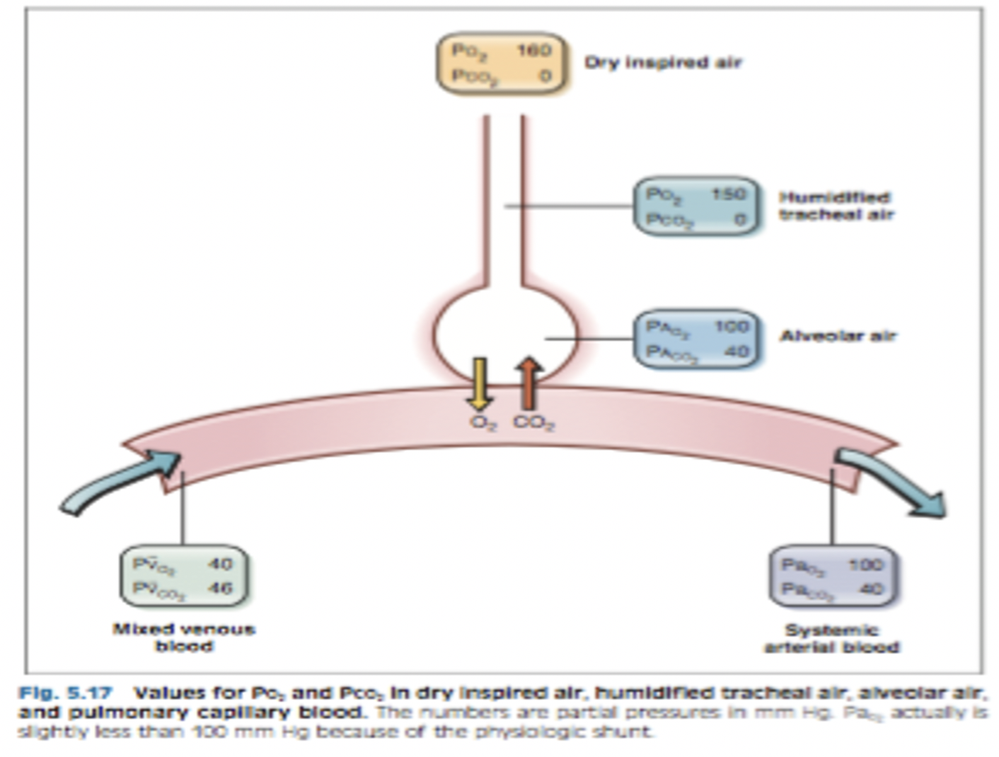 PO₂ 160
PCO₂ 0
Dry inspired air
PO₂ 150
PCO₂ 0
Humidified
tracheal air
PAO₂ 100
PACO₂ 40
Alveolar air
O₂ CO₂
Pv̄O₂ 40
Pv̄CO₂ 46
Mixed venous
blood
PaO₂ 100
PaCO₂ 40
Systemic
arterial blood
Fig. 5.17 Values for PO₂ and PCO₂ in dry inspired air, humidified tracheal air, alveolar air,
and pulmonary capillary blood. The numbers are partial pressures in mm Hg. PaO₂ actually is
slightly less than 100 mm Hg because of the physiologic shunt.